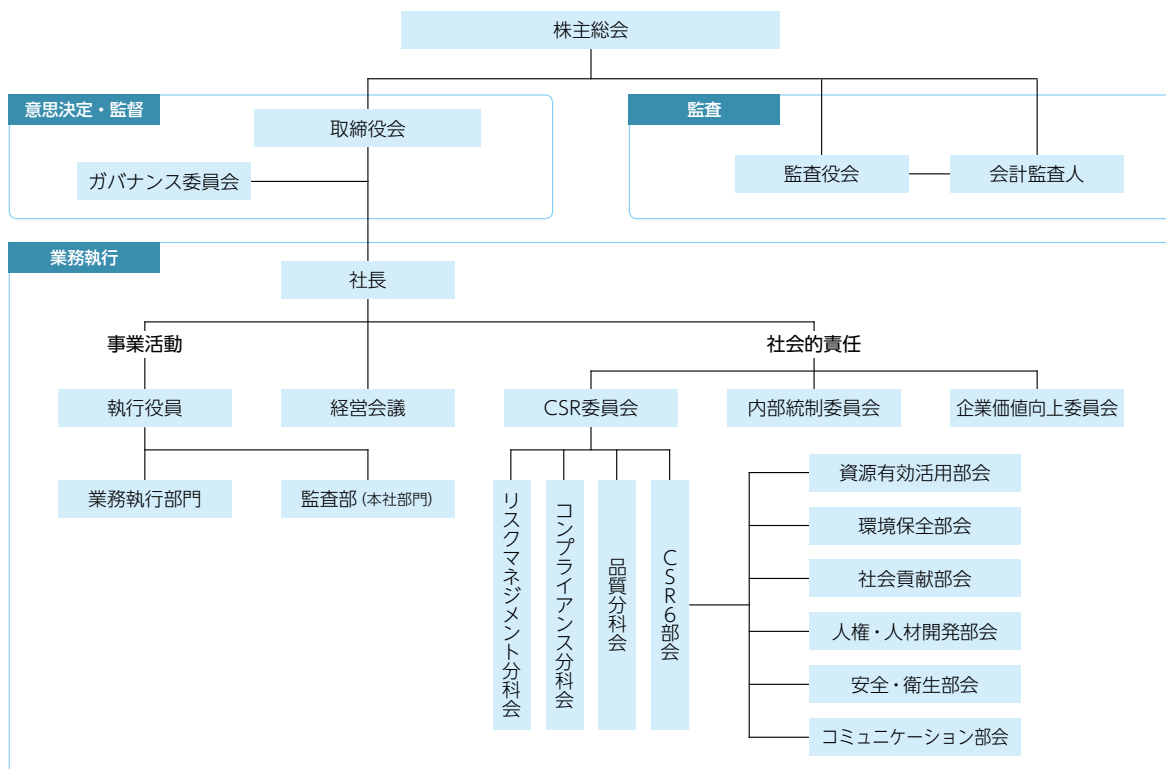 株主総会
意思決定・監督
監査
取締役会
ガバナンス委員会
監査役会
会計監査人
業務執行
社長
事業活動
社会的責任
執行役員
経営会議
CSR委員会
内部統制委員会
企業価値向上委員会
業務執行部門
監査部 (本社部門)
リスクマネジメント分科会
コンプライアンス分科会
品質分科会
CSR6部会
資源有効活用部会
環境保全部会
社会貢献部会
人権・人材開発部会
安全・衛生部会
コミュニケーション部会